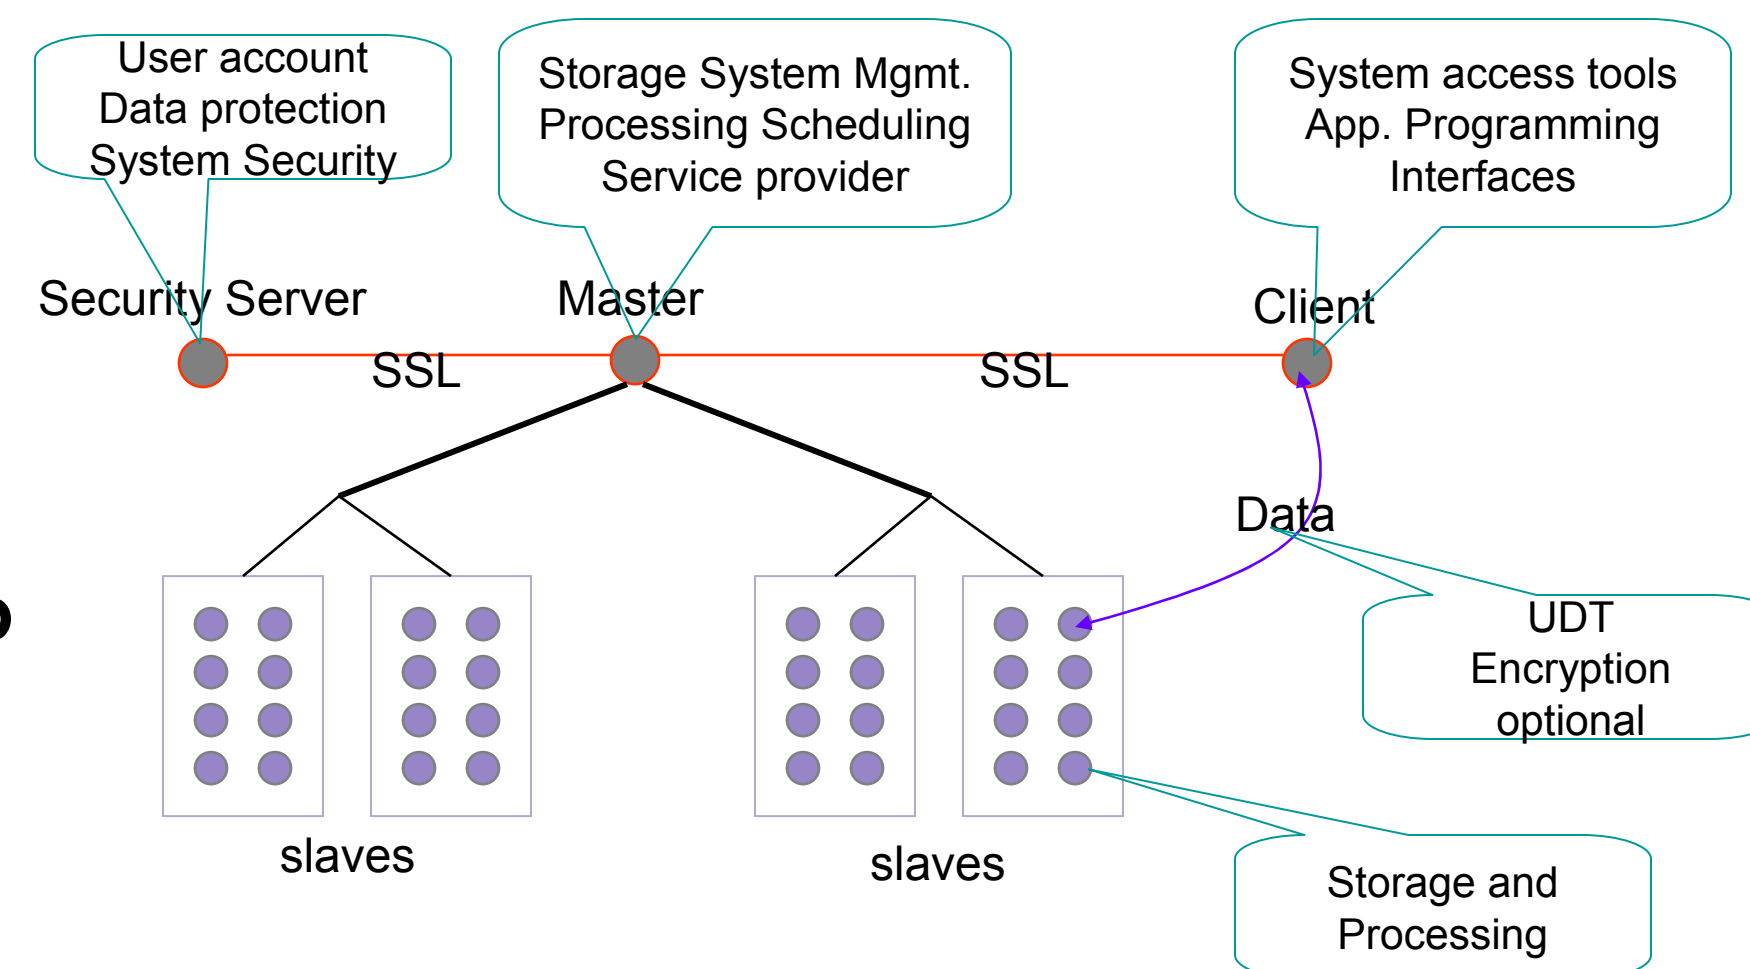 User account
Data protection
System Security
Storage System Mgmt.
Processing Scheduling
Service provider
System access tools
App. Programming
Interfaces
Security Server
Master
Client
SSL
SSL
Data
UDT
Encryption
optional
slaves
slaves
Storage and
Processing